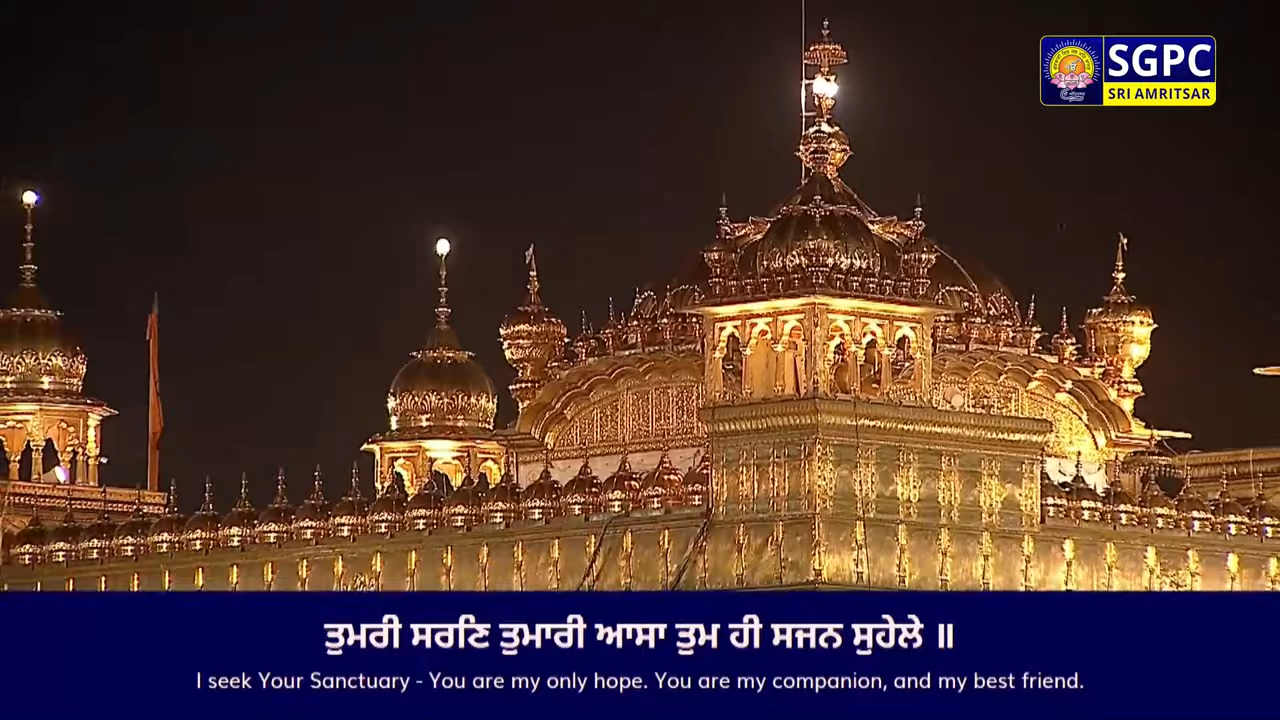 SGPC
SRI AMRITSAR
ਤੁਮਰੀ ਸਰਣਿ ਤੁਮਾਰੀ ਆਸਾ ਤੁਮ ਹੀ ਸਜਨ ਸੁਹੇਲੇ ॥
I seek Your Sanctuary - You are my only hope. You are my companion, and my best friend.